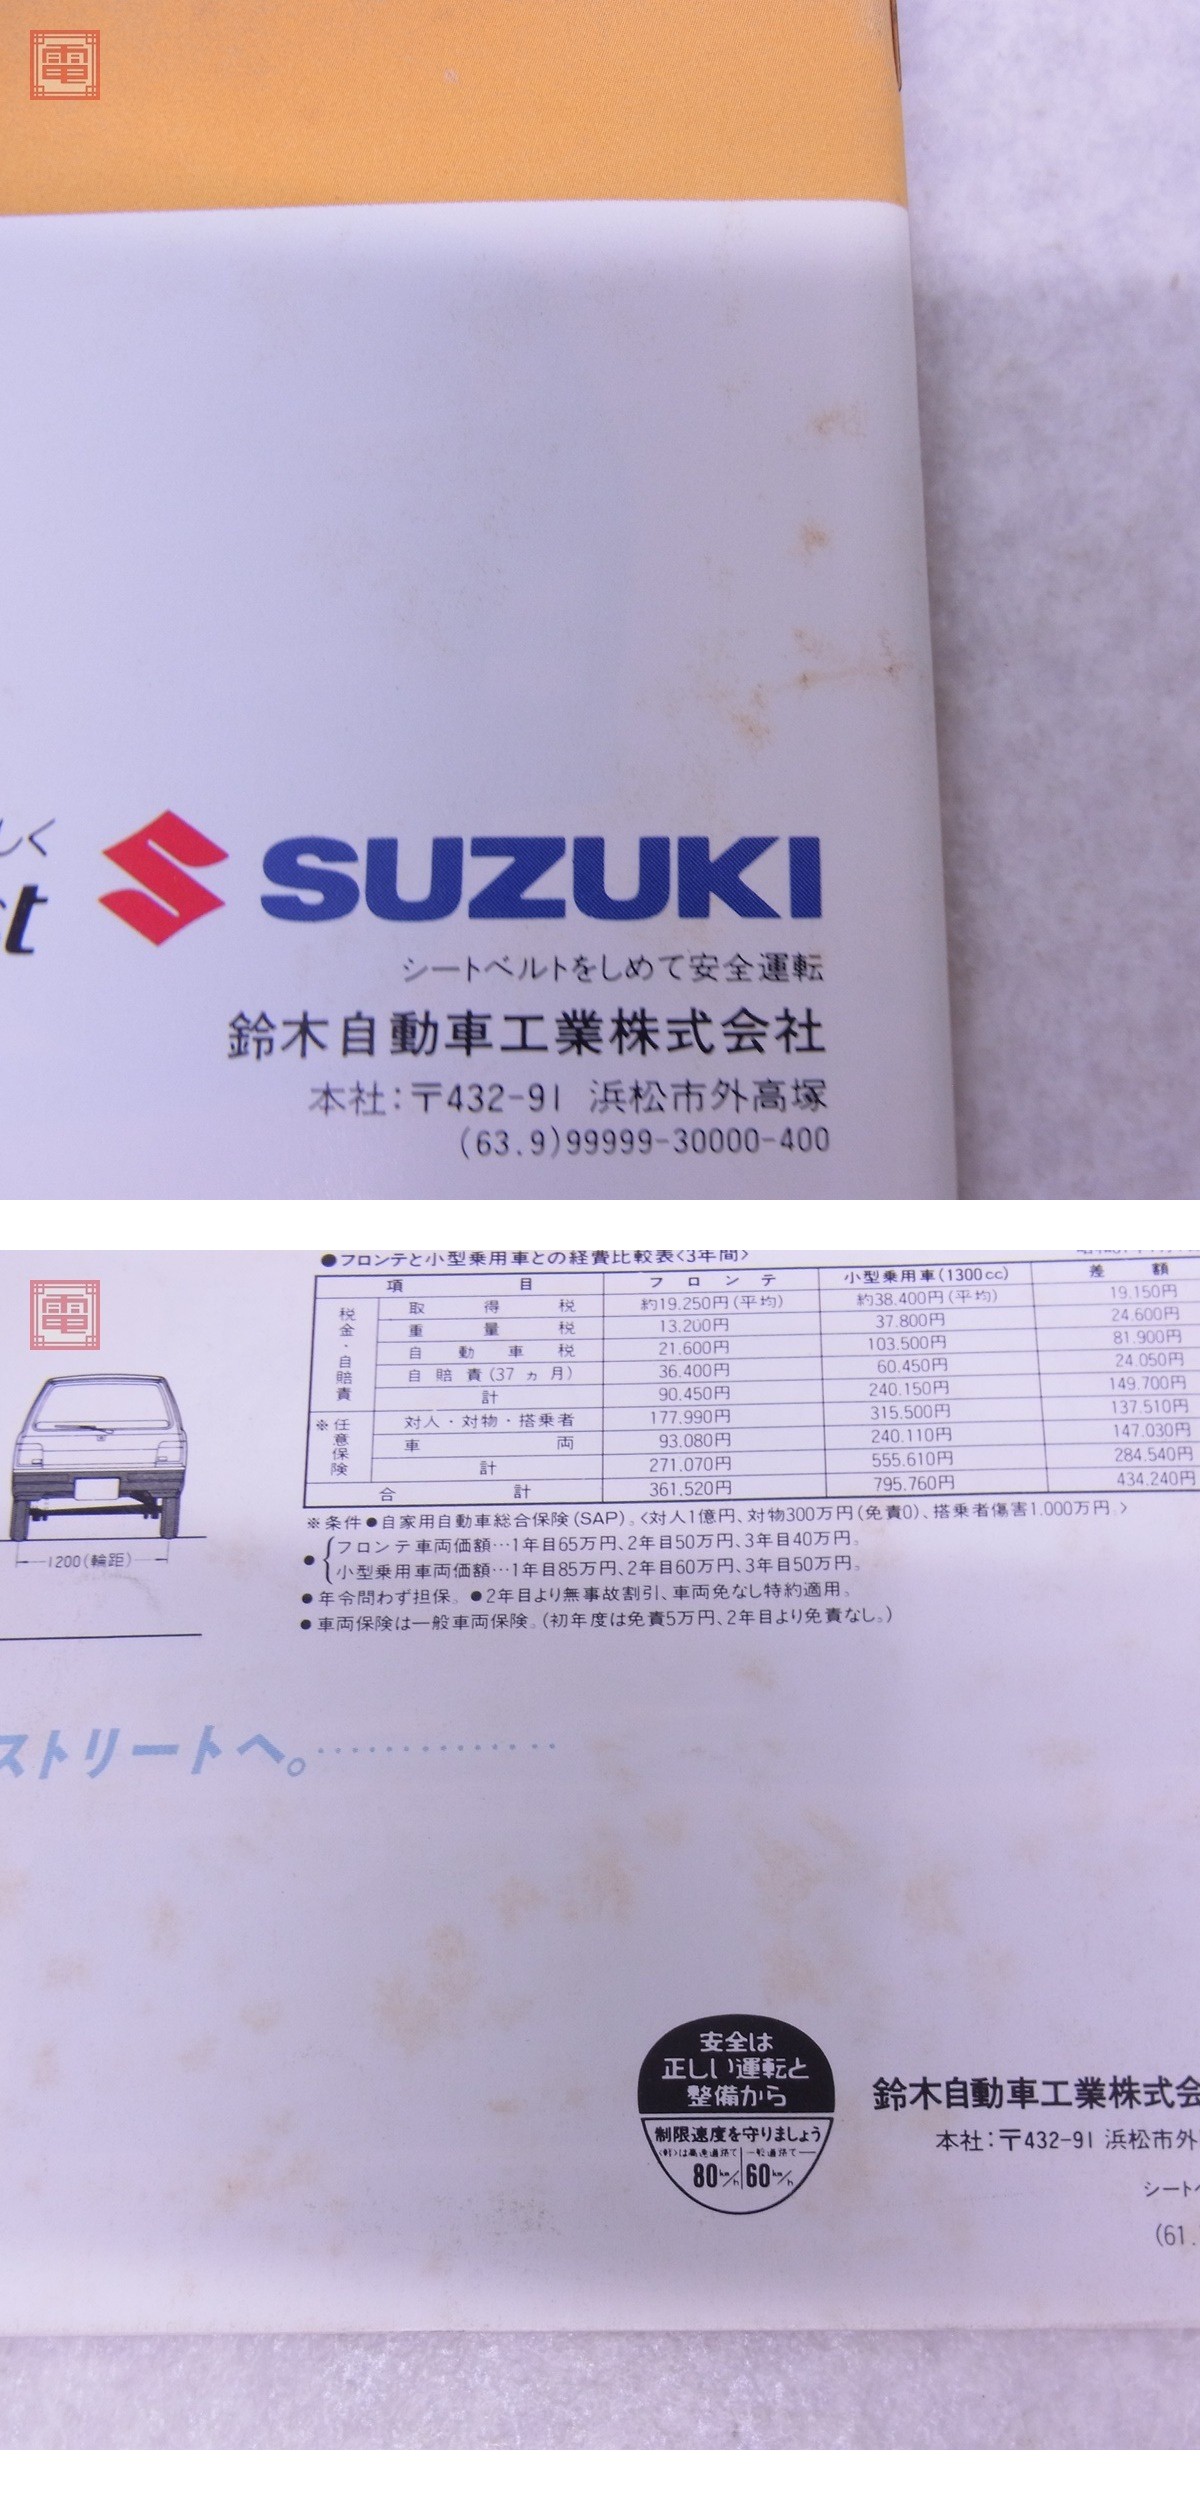 電
しく
t
SUZUKI
シートベルトをしめて安全運転
鈴木自動車工業株式会社
本社:〒432-91 浜松市外高塚
(63.9)99999-30000-400
電
●フロンテと小型乗用車との経費比較表<3年間>
項 目 フロンテ 小型乗用車(1300cc) 差 額
税金・自賠責 取得税 約19.250円(平均) 約38.400円(平均) 19.150円
重量税 13.200円 37.800円 24.600円
自動車税 21.600円 103.500円 81.900円
自賠責(37ヵ月) 36.400円 60.450円 24.050円
計 90.450円 240.150円 149.700円
※任意保険 対人・対物・搭乗者 177.990円 315.500円 137.510円
車両 93.080円 240.110円 147.030円
計 271.070円 555.610円 284.540円
合計 361.520円 795.760円 434.240円
※条件●自家用自動車総合保険(SAP)。<対人1億円、対物300万円(免責0)、搭乗者傷害1.000万円。>
●フロンテ車両価額…1年目65万円、2年目50万円、3年目40万円。
小型乗用車両価額…1年目85万円、2年目60万円、3年目50万円。
●年令問わず担保。●2年目より無事故割引、車両免なし特約適用。
●車両保険は一般車両保険。(初年度は免責5万円、2年目より免責なし。)
1200(輪距)
ストリートへ。……………
安全は
正しい運転と
整備から
制限速度を守りましょう
<軽>は高速道路で 一般道路で
80km/h 60km/h
鈴木自動車工業株式会
本社:〒432-91 浜松市外
シート
(61.